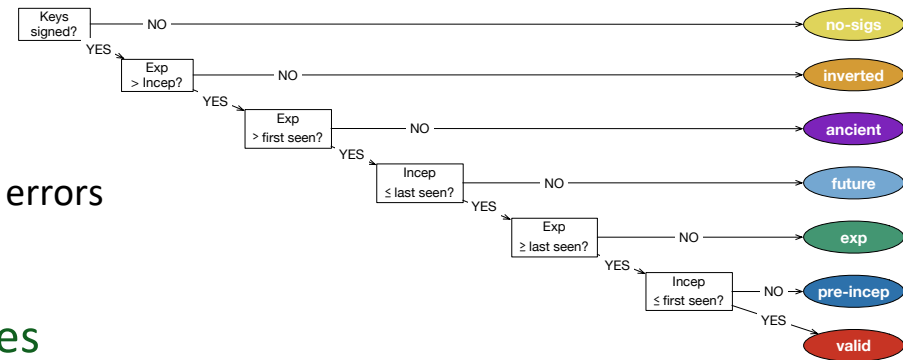 Keys
signed?
NO
no-sigs
YES
Exp
> Incep?
NO
inverted
YES
Exp
> first seen?
NO
ancient
YES
Incep
≤ last seen?
NO
future
errors
YES
Exp
≥ last seen?
NO
exp
YES
Incep
≤ first seen?
NO
pre-incep
YES
es
valid